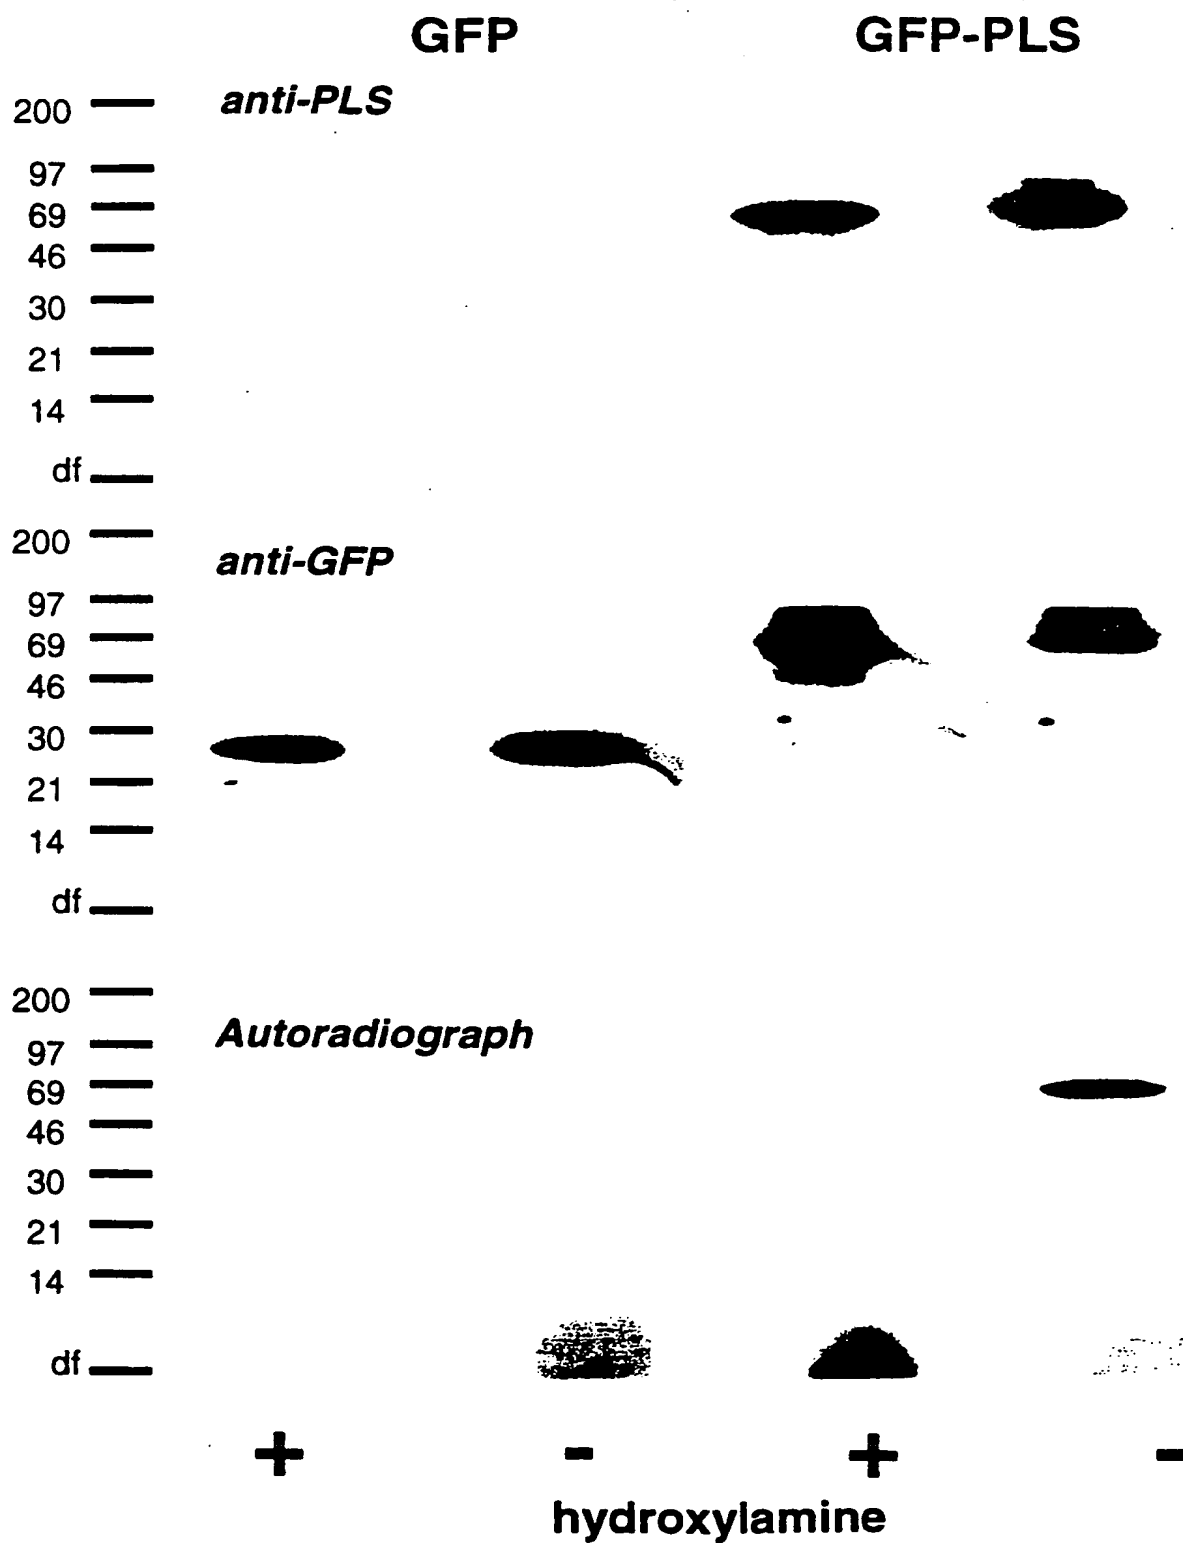 GFP GFP-PLS
anti-PLS
200
97
69
46
30
21
14
df
anti-GFP
200
97
69
46
30
21
14
df
Autoradiograph
200
97
69
46
30
21
14
df
+ - + -
hydroxylamine